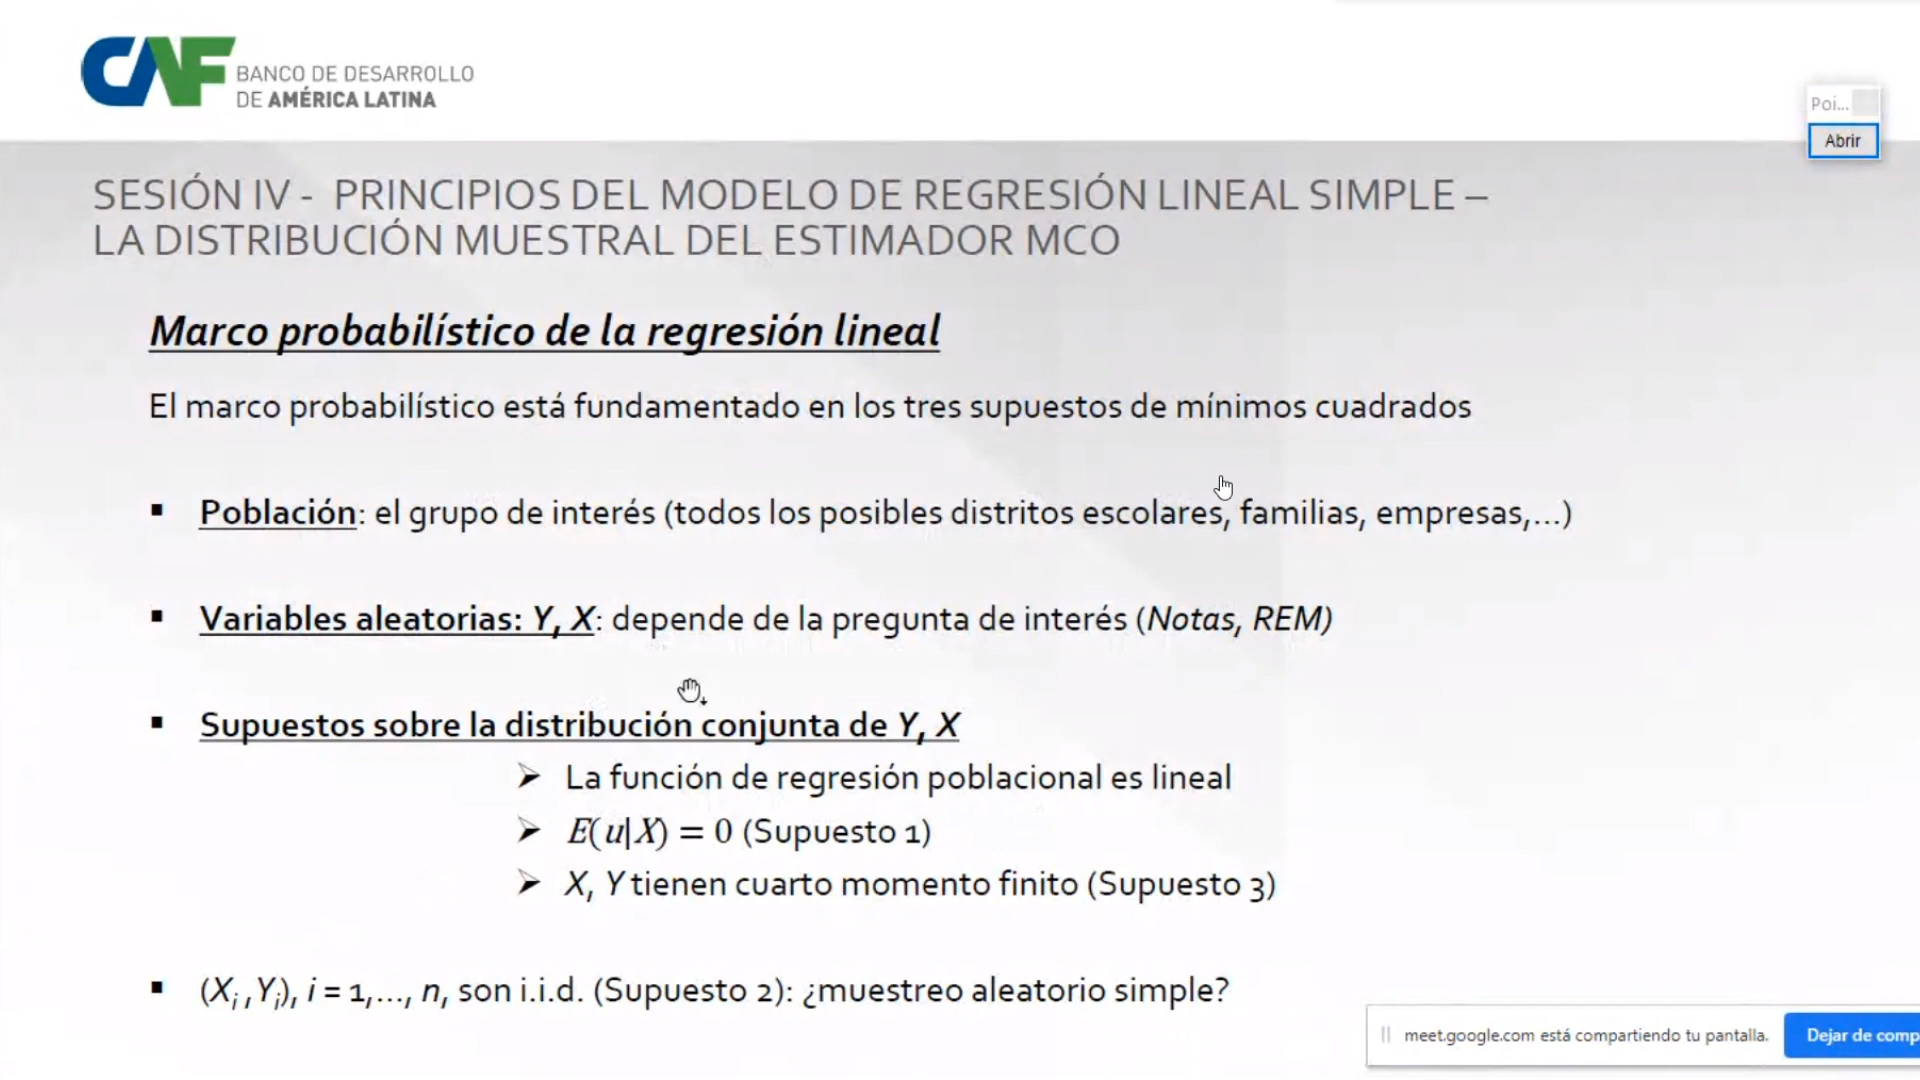 CAF BANCO DE DESARROLLO
DE AMÉRICA LATINA
Poi...
Abrir
SESIÓN IV - PRINCIPIOS DEL MODELO DE REGRESIÓN LINEAL SIMPLE –
LA DISTRIBUCIÓN MUESTRAL DEL ESTIMADOR MCO
Marco probabilístico de la regresión lineal
El marco probabilístico está fundamentado en los tres supuestos de mínimos cuadrados
▪ Población: el grupo de interés (todos los posibles distritos escolares, familias, empresas,...)
▪ Variables aleatorias: Y, X: depende de la pregunta de interés (Notas, REM)
▪ Supuestos sobre la distribución conjunta de Y, X
➢ La función de regresión poblacional es lineal
➢ E(u|X) = 0 (Supuesto 1)
➢ X, Y tienen cuarto momento finito (Supuesto 3)
▪ (Xi ,Yi), i = 1,..., n, son i.i.d. (Supuesto 2): ¿muestreo aleatorio simple?
meet.google.com está compartiendo tu pantalla.
Dejar de comp